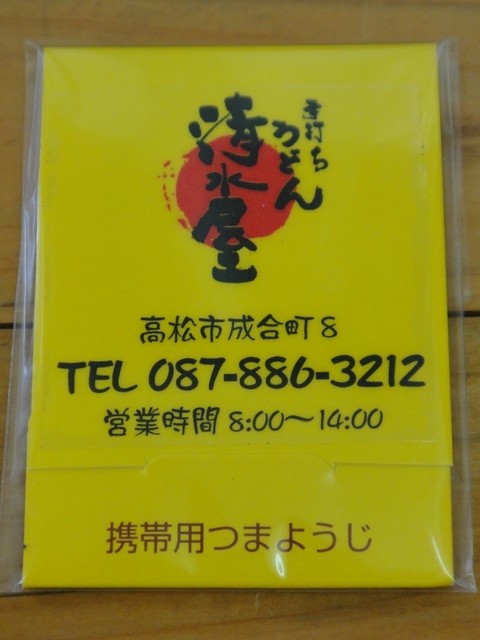 手打ち
うどん
清水屋
高松市成合町8
TEL 087-886-3212
営業時間 8:00～14:00
携帯用つまようじ